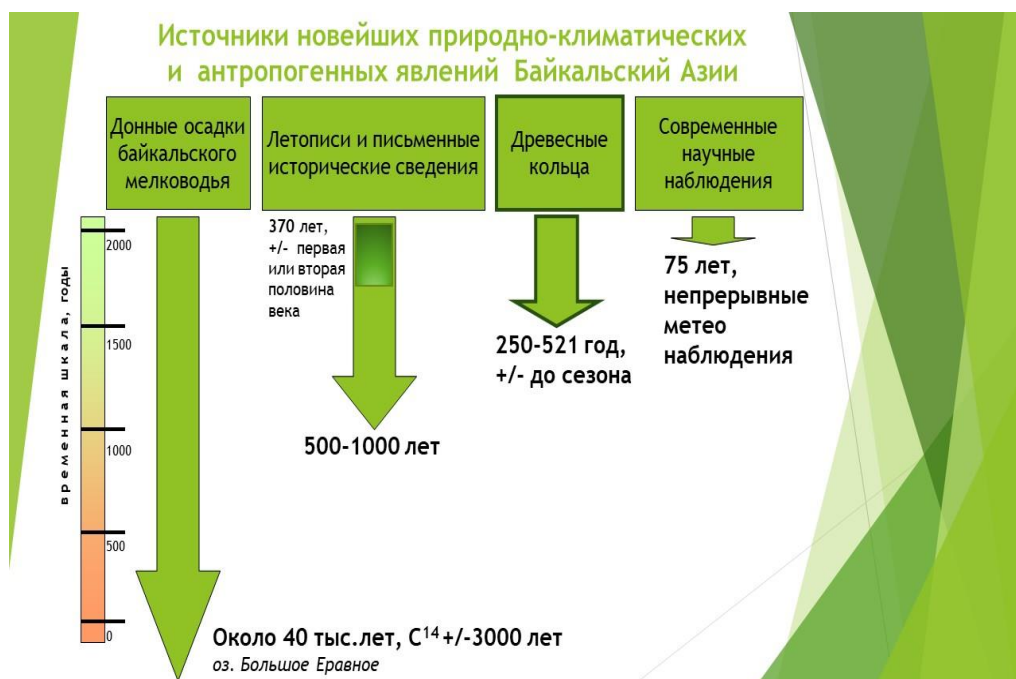 Источники новейших природно-климатических
и антропогенных явлений Байкальский Азии
Донные осадки
байкальского
мелководья
Летописи и письменные
исторические сведения
Древесные
кольца
Современные
научные
наблюдения
временная шкала, годы
2000
1500
1000
500
0
370 лет,
+/- первая
или вторая
половина
века
500-1000 лет
250-521 год,
+/- до сезона
75 лет,
непрерывные
метео
наблюдения
Около 40 тыс.лет, С¹⁴ +/-3000 лет
оз. Большое Еравное